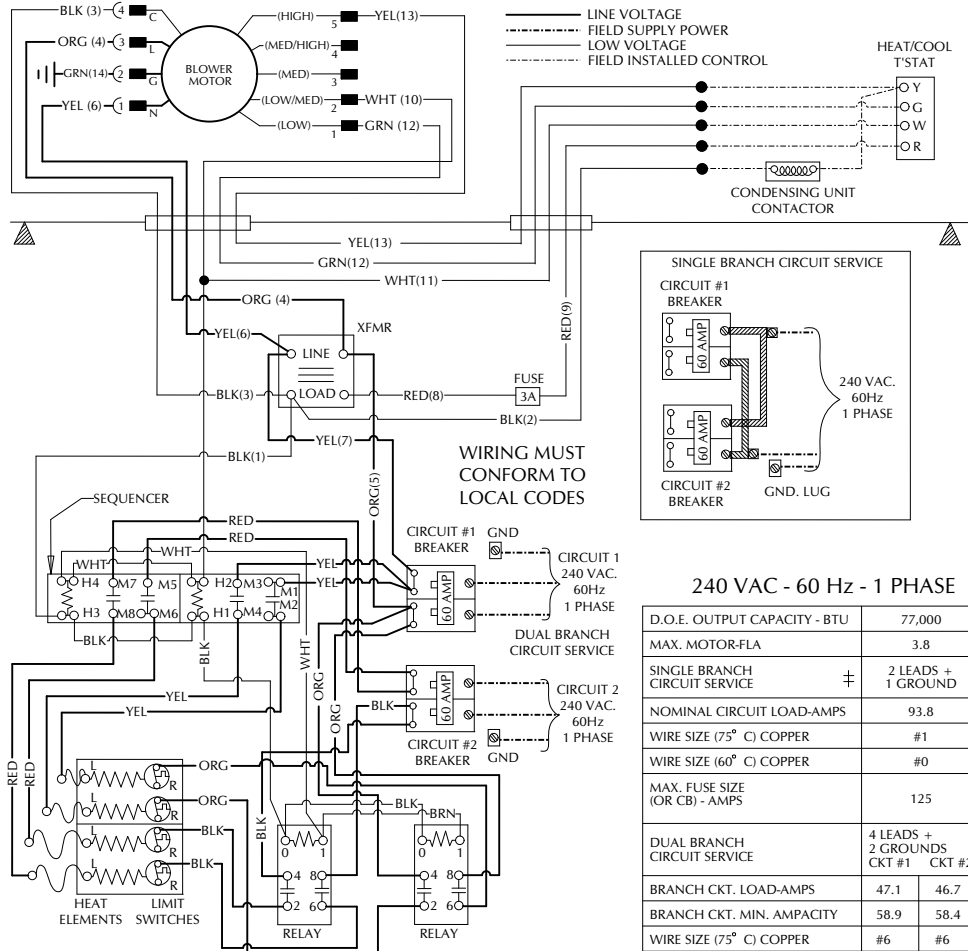 BLK (3)
4
C
ORG (4)
3
L
GRN(14)
2
G
YEL (6)
1
N
BLOWER
MOTOR
(HIGH)
5
YEL(13)
(MED/HIGH)
4
(MED)
3
(LOW/MED)
2
WHT (10)
(LOW)
1
GRN (12)
LINE VOLTAGE
FIELD SUPPLY POWER
LOW VOLTAGE
FIELD INSTALLED CONTROL
HEAT/COOL
T'STAT
Y
G
W
R
CONDENSING UNIT
CONTACTOR
YEL(13)
GRN(12)
WHT(11)
ORG (4)
YEL(6)
XFMR
LINE
LOAD
BLK(3)
RED(8)
FUSE
3A
RED(9)
BLK(2)
YEL(7)
BLK(1)
ORG(5)
WIRING MUST
CONFORM TO
LOCAL CODES
SINGLE BRANCH CIRCUIT SERVICE
CIRCUIT #1
BREAKER
60 AMP
60 AMP
CIRCUIT #2
BREAKER
240 VAC.
60Hz
1 PHASE
GND. LUG
SEQUENCER
RED
RED
WHT
WHT
YEL
YEL
H4
M7
M5
H2
M3
M1
M2
H3
M8
M6
H1
M4
BLK
BLK
WHT
CIRCUIT #1
BREAKER
GND
60 AMP
CIRCUIT 1
240 VAC.
60Hz
1 PHASE
DUAL BRANCH
CIRCUIT SERVICE
ORG
ORG
BLK
60 AMP
CIRCUIT 2
240 VAC.
60Hz
1 PHASE
CIRCUIT #2
BREAKER
GND
YEL
YEL
RED
RED
L
R
ORG
L
R
ORG
L
R
BLK
L
R
BLK
BLK
HEAT
ELEMENTS
LIMIT
SWITCHES
BLK
BRN
0
1
4
8
2
6
RELAY
0
1
4
8
2
6
RELAY
240 VAC - 60 Hz - 1 PHASE
D.O.E. OUTPUT CAPACITY - BTU 77,000
MAX. MOTOR-FLA 3.8
SINGLE BRANCH
CIRCUIT SERVICE ‡ 2 LEADS +
1 GROUND
NOMINAL CIRCUIT LOAD-AMPS 93.8
WIRE SIZE (75° C) COPPER #1
WIRE SIZE (60° C) COPPER #0
MAX. FUSE SIZE
(OR CB) - AMPS 125
DUAL BRANCH
CIRCUIT SERVICE 4 LEADS +
2 GROUNDS
CKT #1 CKT #2
BRANCH CKT. LOAD-AMPS 47.1 46.7
BRANCH CKT. MIN. AMPACITY 58.9 58.4
WIRE SIZE (75° C) COPPER #6 #6